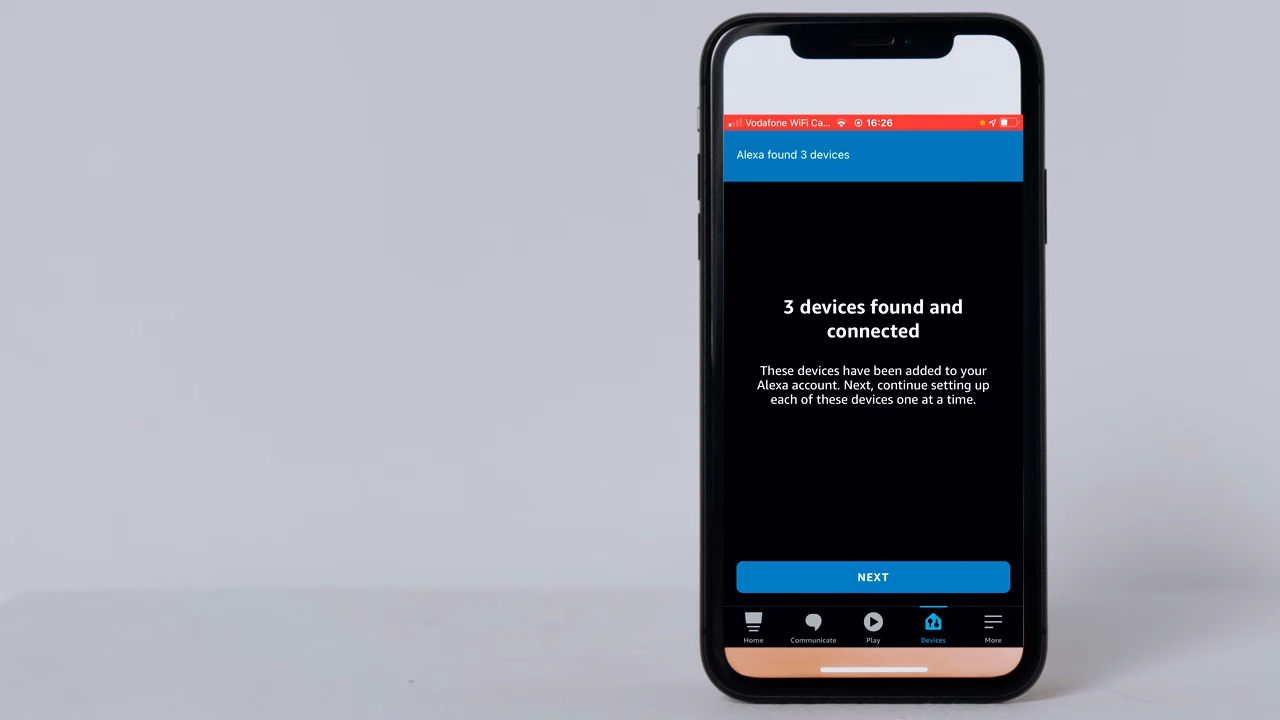 Vodafone WiFi Ca... 16:26
Alexa found 3 devices
3 devices found and
connected
These devices have been added to your
Alexa account. Next, continue setting up
each of these devices one at a time.
NEXT
Home Communicate Play Devices More